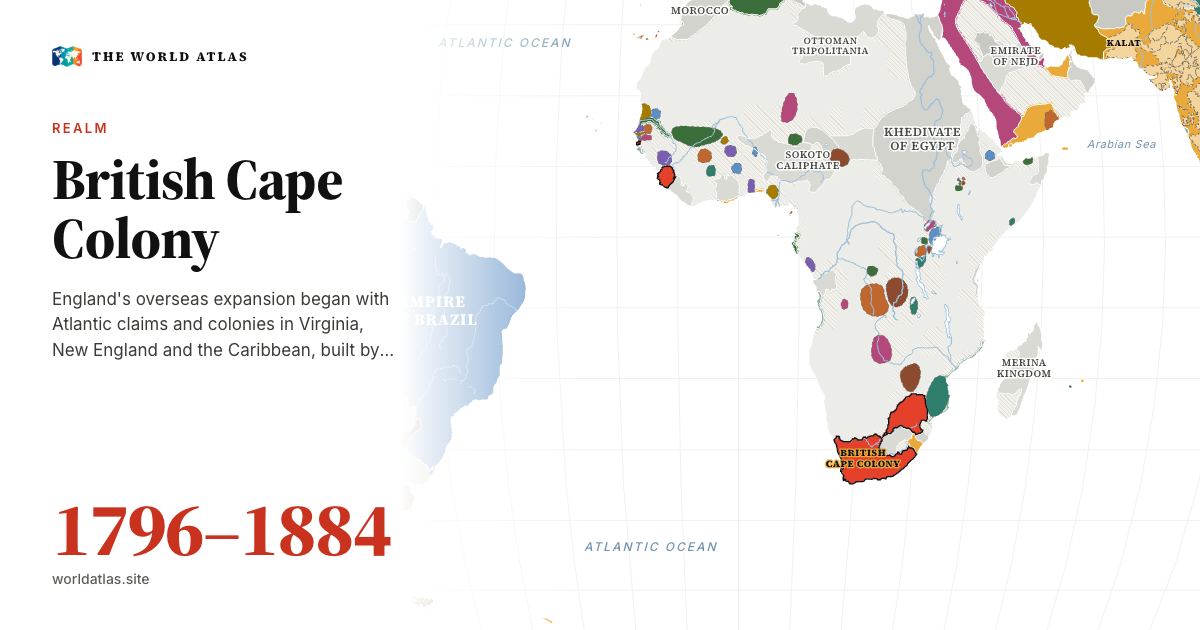 THE WORLD ATLAS
REALM
British Cape
Colony
England's overseas expansion began with
Atlantic claims and colonies in Virginia,
New England and the Caribbean, built by...
1796–1884
worldatlas.site
ATLANTIC OCEAN
MOROCCO
OTTOMAN
TRIPOLITANIA
EMIRATE
OF NEJD
KALAT
KHEDIVATE
OF EGYPT
Arabian Sea
SOKOTO
CALIPHATE
MPIRE
BRAZIL
MERINA
KINGDOM
BRITISH
CAPE COLONY
ATLANTIC OCEAN